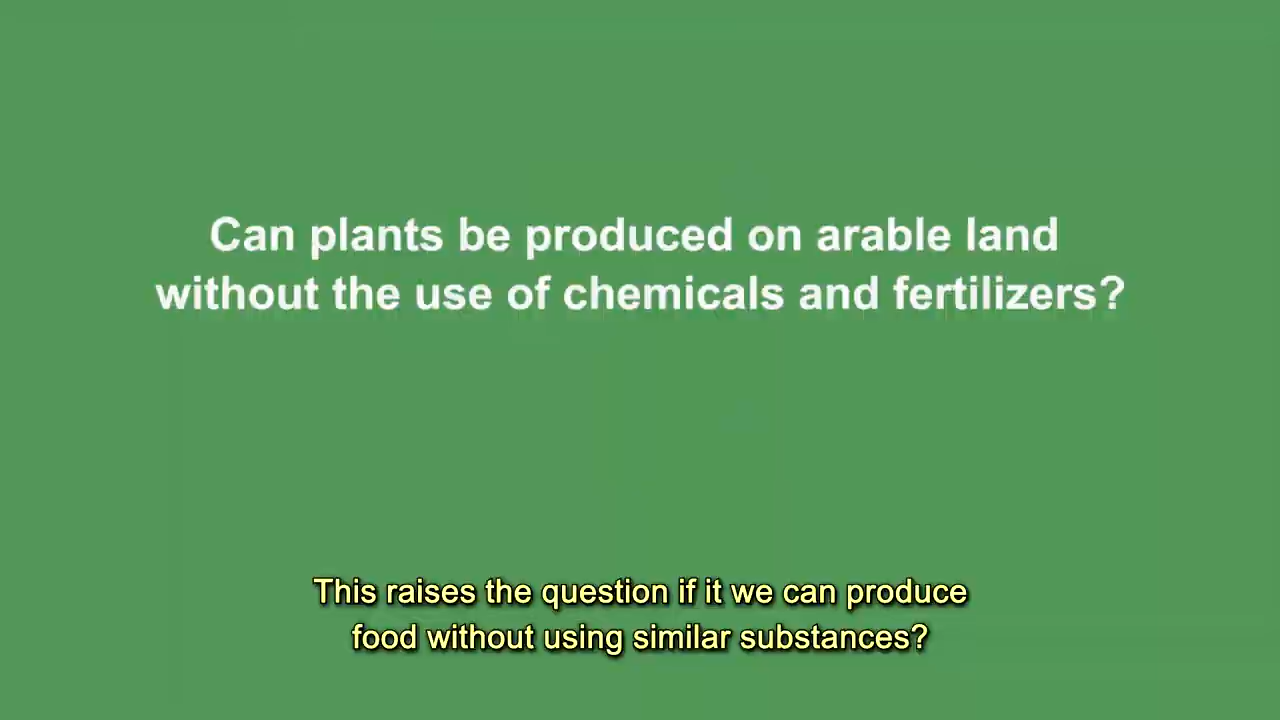 Can plants be produced on arable land
without the use of chemicals and fertilizers?
This raises the question if it we can produce
food without using similar substances?